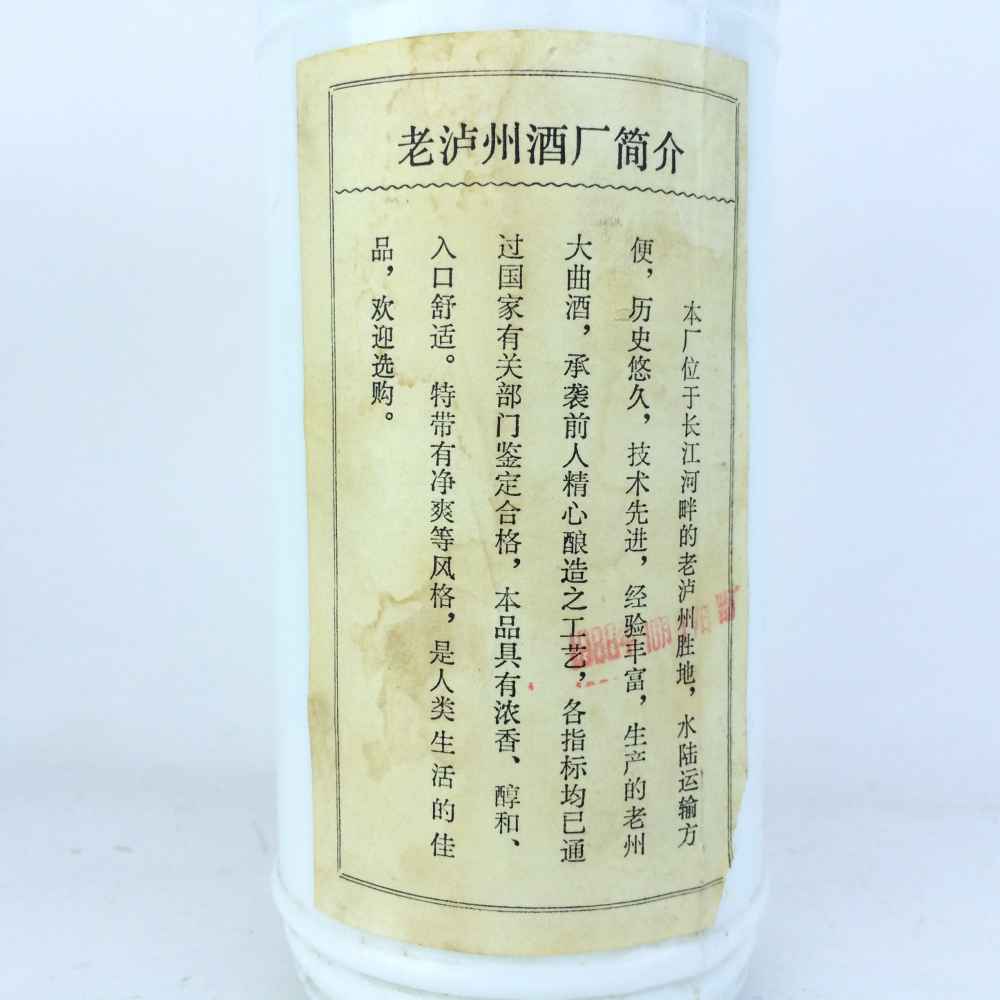 老泸州酒厂简介
本厂位于长江河畔的老泸州胜地，水陆运输方
便，历史悠久，技术先进，经验丰富，生产的老州
大曲酒，承袭前人精心酿造之工艺，各指标均已通
过国家有关部门鉴定合格，本品具有浓香、醇和、
入口舒适。特带有净爽等风格，是人类生活的佳
品，欢迎选购。